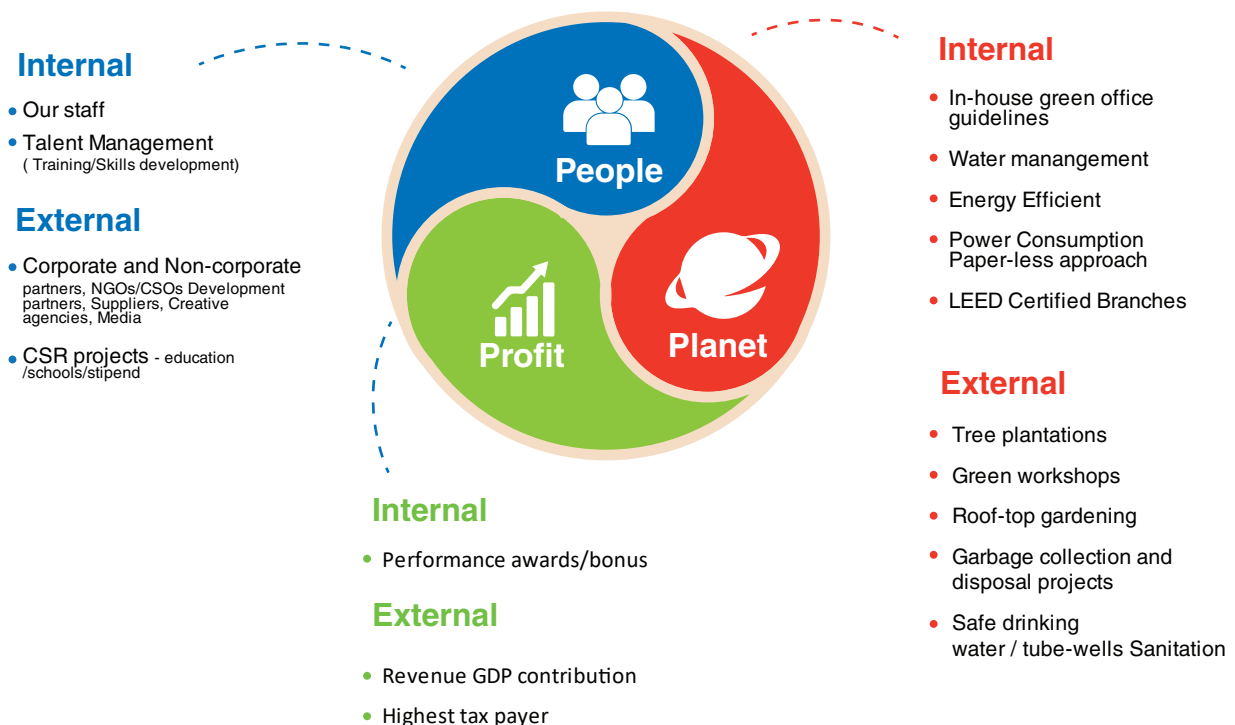 Internal
Our staff
Talent Management
( Training/Skills development)
External
Corporate and Non-corporate
partners, NGOs/CSOs Development
partners, Suppliers, Creative
agencies, Media
CSR projects - education
/schools/stipend
People
Profit
Planet
Internal
Performance awards/bonus
External
Revenue GDP contribution
Highest tax payer
Internal
In-house green office
guidelines
Water manangement
Energy Efficient
Power Consumption
Paper-less approach
LEED Certified Branches
External
Tree plantations
Green workshops
Roof-top gardening
Garbage collection and
disposal projects
Safe drinking
water / tube-wells Sanitation